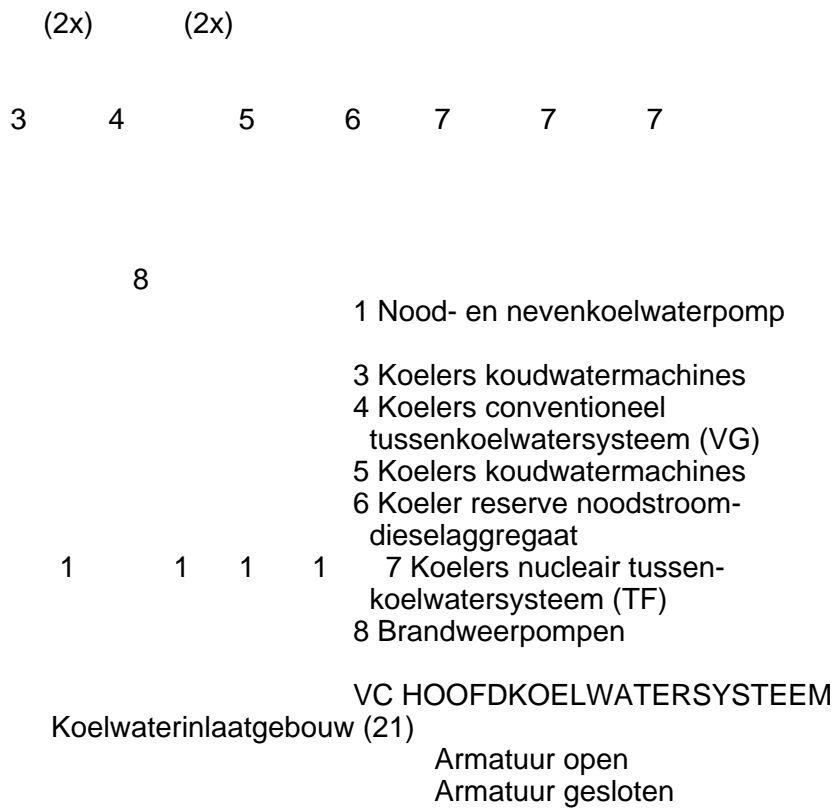 (2x) (2x)
3 4 5 6 7 7 7
8
1 Nood- en nevenkoelwaterpomp
3 Koelers koudwatermachines
4 Koelers conventioneel
tussenkoelwatersysteem (VG)
5 Koelers koudwatermachines
6 Koeler reserve noodstroom-
dieselaggregaat
1 1 1 1 7 Koelers nucleair tussen-
koelwatersysteem (TF)
8 Brandweerpompen
VC HOOFDKOELWATERSYSTEEM
Koelwaterinlaatgebouw (21)
Armatuur open
Armatuur gesloten